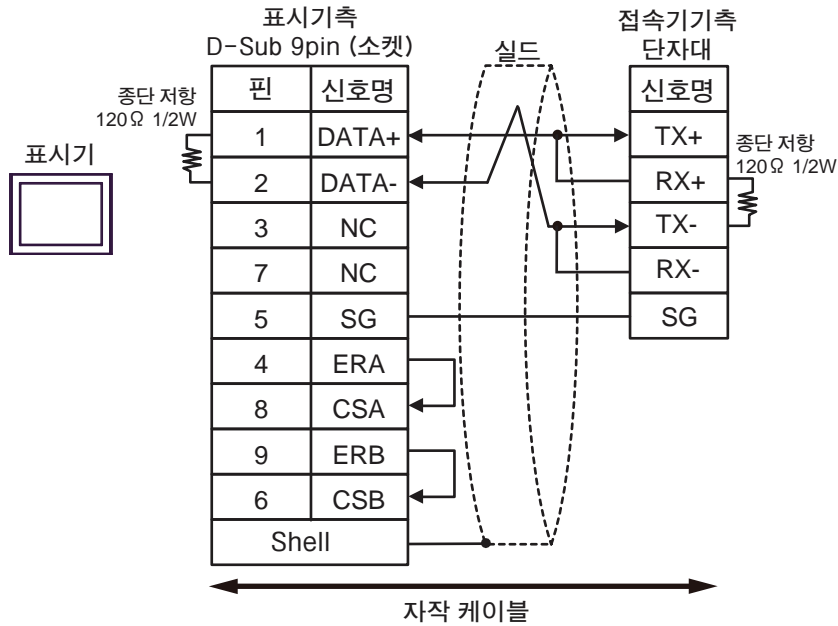 표시기측
D-Sub 9pin (소켓)
접속기기측
단자대
실드
종단 저항
120Ω 1/2W
표시기
핀 신호명
1 DATA+
2 DATA-
3 NC
7 NC
5 SG
4 ERA
8 CSA
9 ERB
6 CSB
Shell
신호명
TX+
RX+
TX-
RX-
SG
종단 저항
120Ω 1/2W
자작 케이블